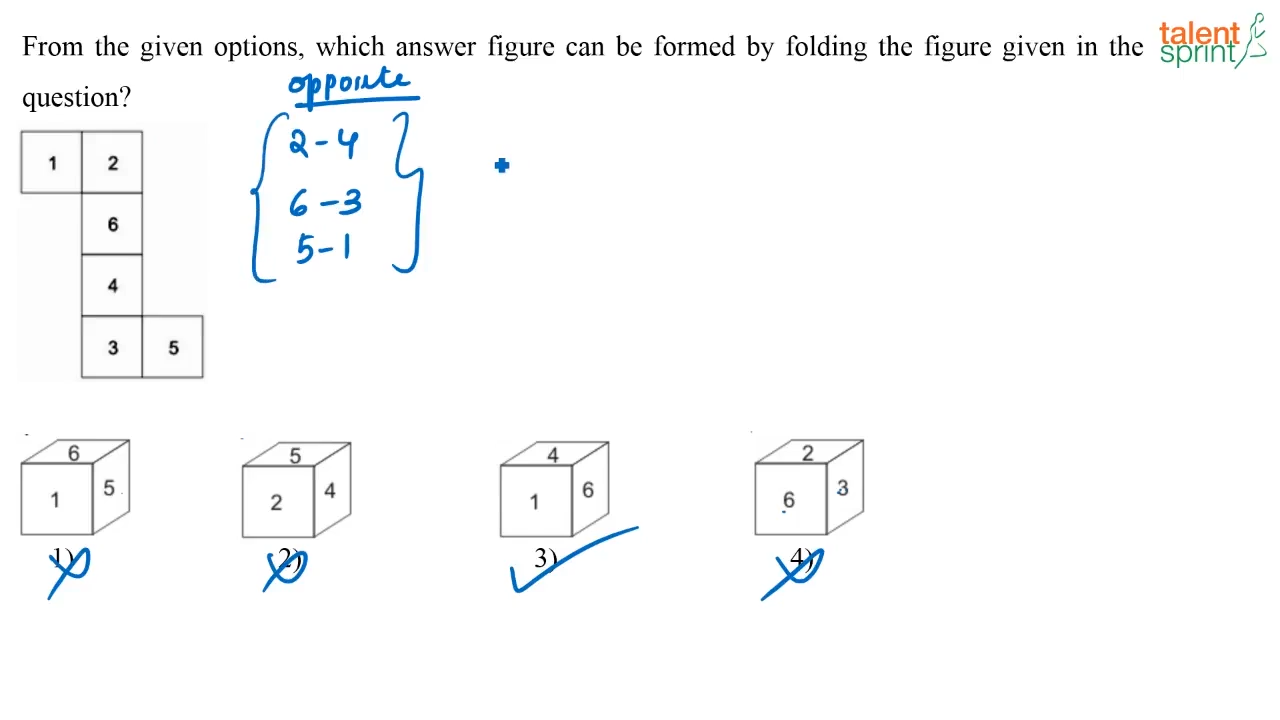 From the given options, which answer figure can be formed by folding the figure given in the
question?
talent
sprint
opposite
2 - 4
6 - 3
5 - 1
1 2
6
4
3 5
6
1 5
5
2 4
4
1 6
2
6 3
1) 2) 3) 4)